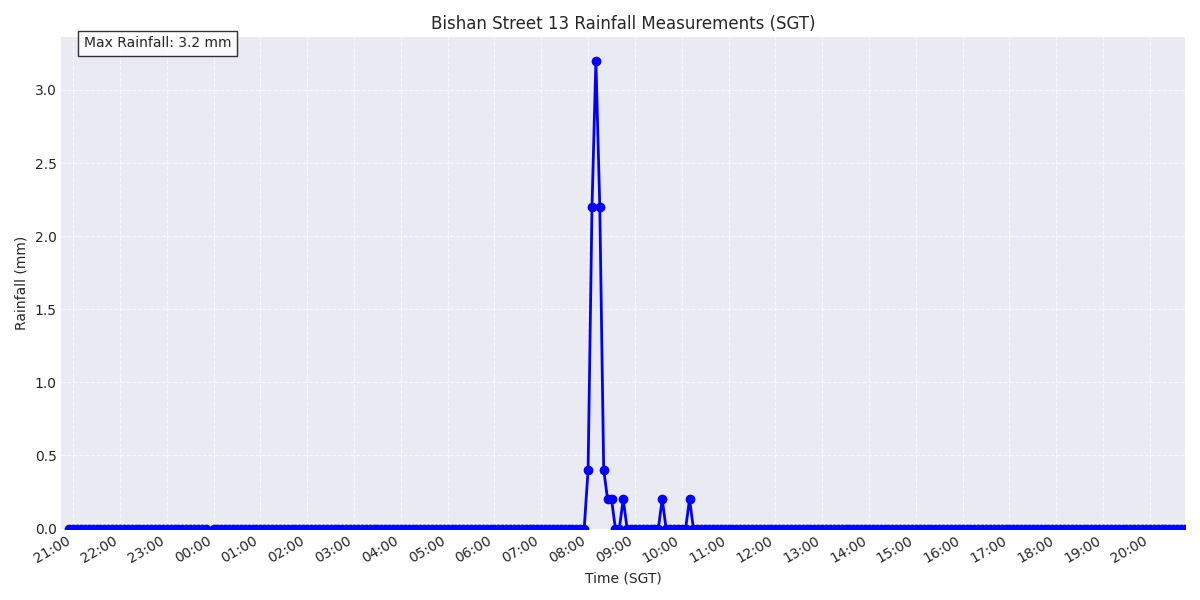 Bishan Street 13 Rainfall Measurements (SGT)
Max Rainfall: 3.2 mm
Rainfall (mm)
3.0
2.5
2.0
1.5
1.0
0.5
0.0
21:00 22:00 23:00 00:00 01:00 02:00 03:00 04:00 05:00 06:00 07:00 08:00 09:00 10:00 11:00 12:00 13:00 14:00 15:00 16:00 17:00 18:00 19:00 20:00
Time (SGT)